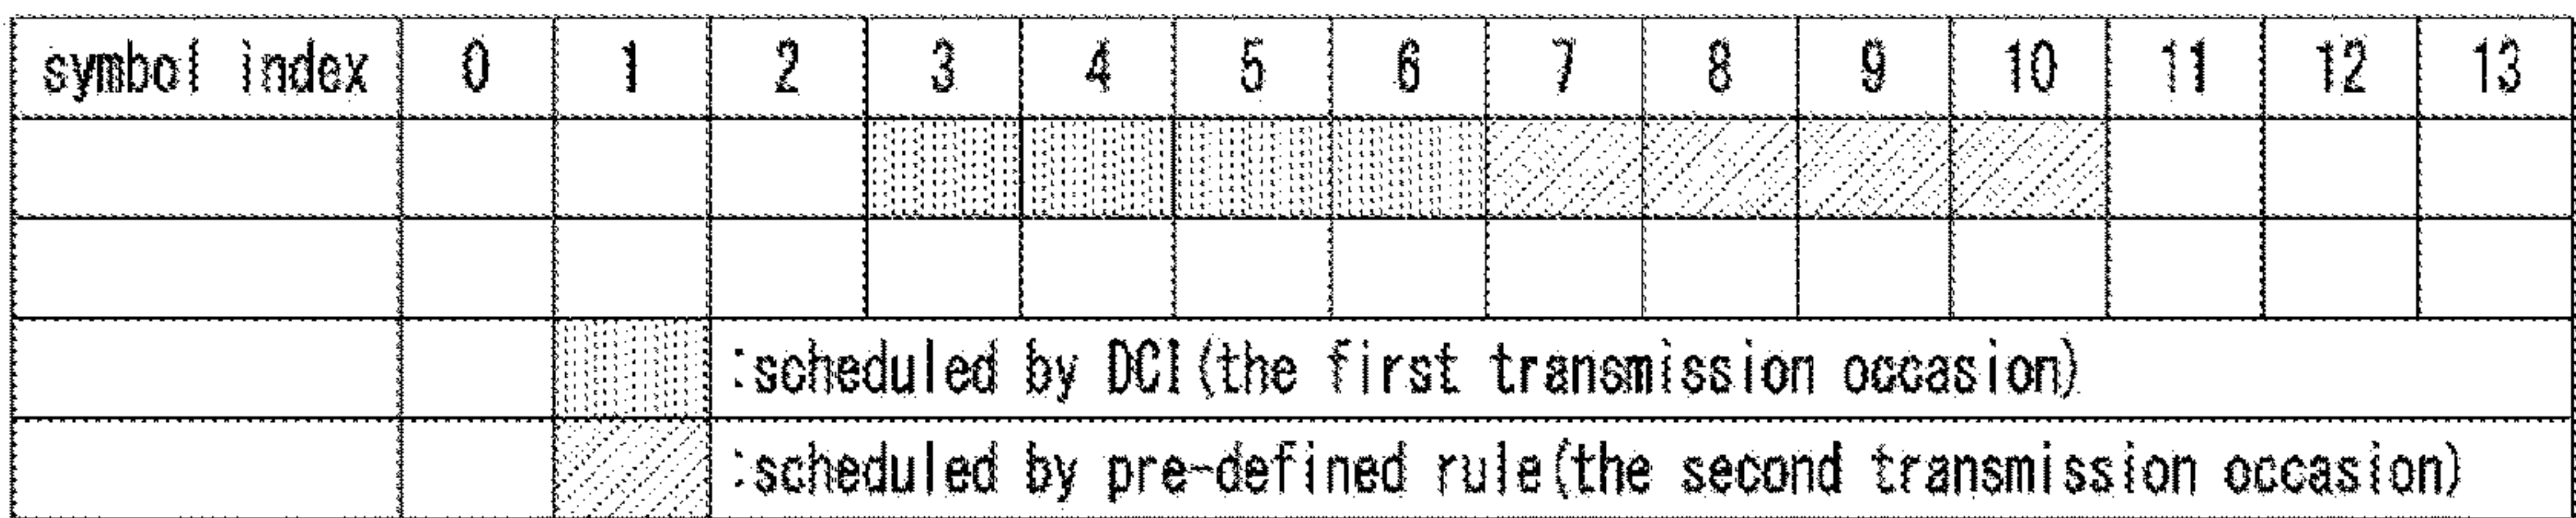 symbol index 0 1 2 3 4 5 6 7 8 9 10 11 12 13
:scheduled by DCI(the first transmission occasion)
:scheduled by pre-defined rule(the second transmission occasion)